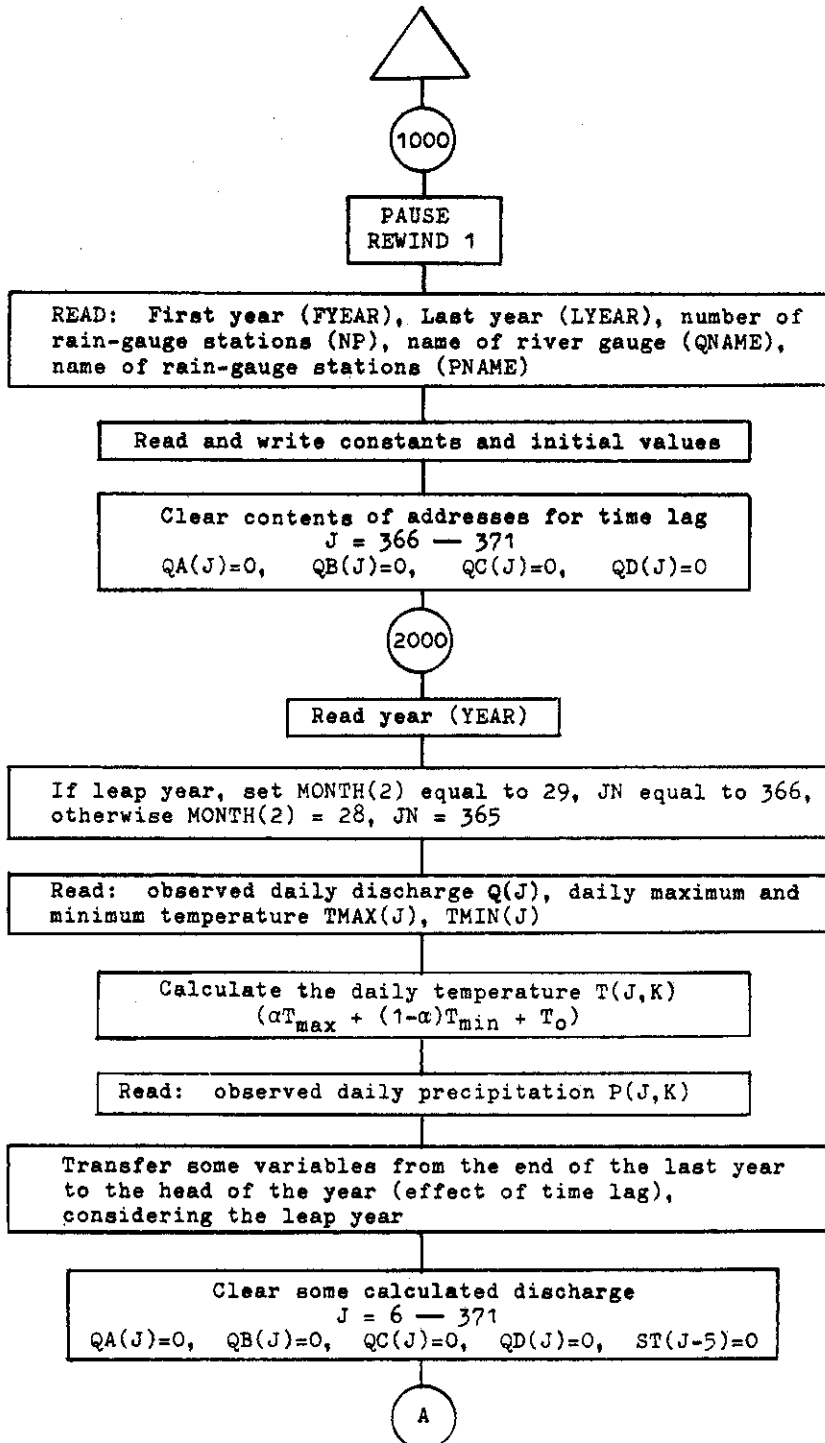 1000
PAUSE
REWIND 1
READ: First year (FYEAR), Last year (LYEAR), number of
rain-gauge stations (NP), name of river gauge (QNAME),
name of rain-gauge stations (PNAME)
Read and write constants and initial values
Clear contents of addresses for time lag
J = 366 — 371
QA(J)=0, QB(J)=0, QC(J)=0, QD(J)=0
2000
Read year (YEAR)
If leap year, set MONTH(2) equal to 29, JN equal to 366,
otherwise MONTH(2) = 28, JN = 365
Read: observed daily discharge Q(J), daily maximum and
minimum temperature TMAX(J), TMIN(J)
Calculate the daily temperature T(J,K)
(αTmax + (1-α)Tmin + To)
Read: observed daily precipitation P(J,K)
Transfer some variables from the end of the last year
to the head of the year (effect of time lag),
considering the leap year
Clear some calculated discharge
J = 6 — 371
QA(J)=0, QB(J)=0, QC(J)=0, QD(J)=0, ST(J-5)=0
A